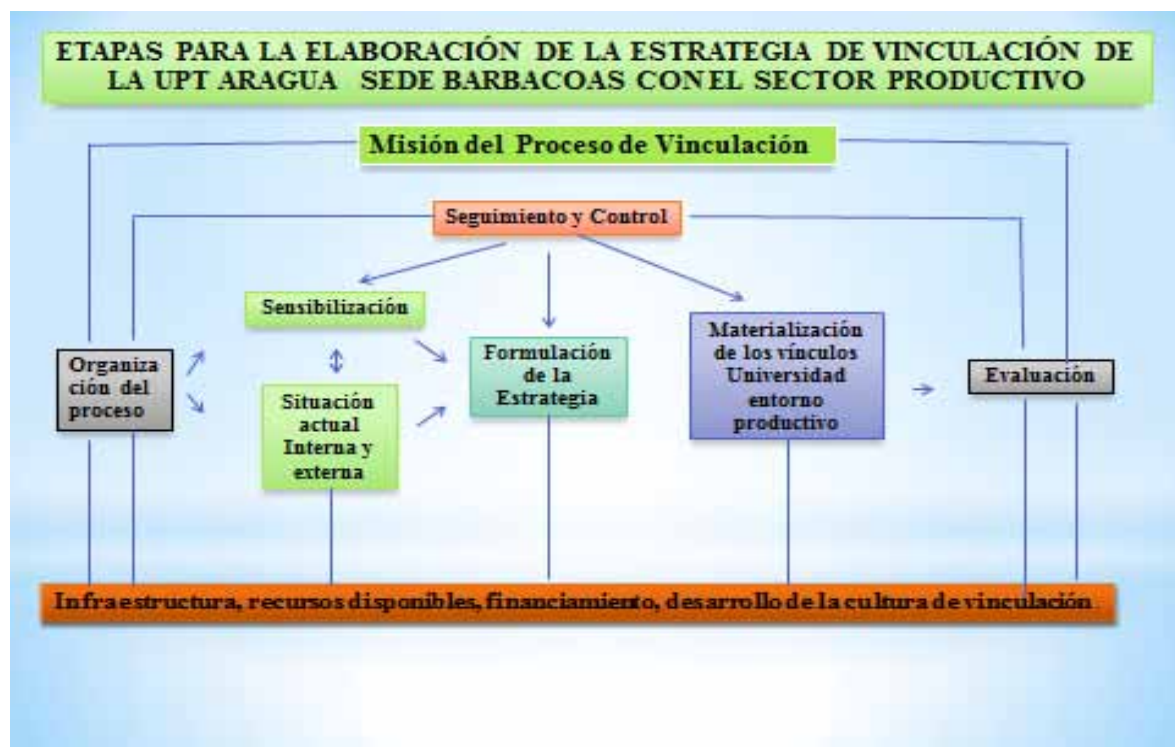 ETAPAS PARA LA ELABORACIÓN DE LA ESTRATEGIA DE VINCULACIÓN DE
LA UPT ARAGUA SEDE BARBACOAS CON EL SECTOR PRODUCTIVO
Misión del Proceso de Vinculación
Seguimiento y Control
Sensibilización
Organiza
ción del
proceso
Situación
actual
Interna y
externa
Formulación
de la
Estrategia
Materialización
de los vínculos
Universidad
entorno
productivo
Evaluación
Infraestructura, recursos disponibles, financiamiento, desarrollo de la cultura de vinculación.